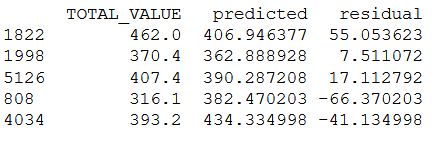 TOTAL_VALUE predicted residual
1822 462.0 406.946377 55.053623
1998 370.4 362.888928 7.511072
5126 407.4 390.287208 17.112792
808 316.1 382.470203 -66.370203
4034 393.2 434.334998 -41.134998